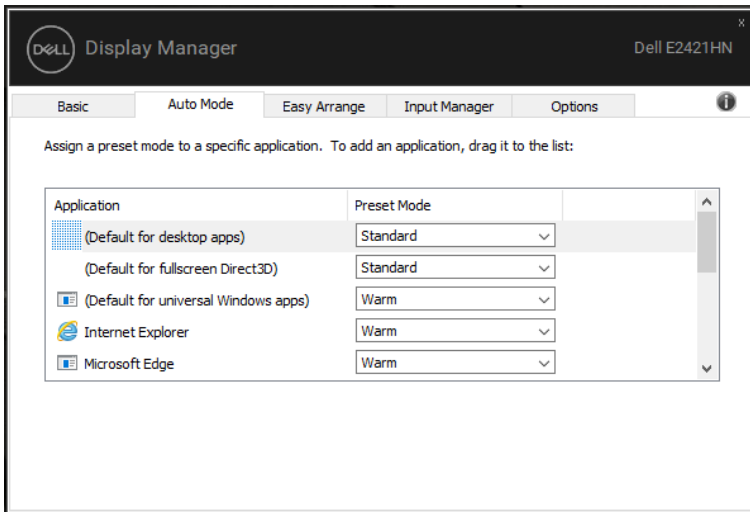 x
DELL Display Manager Dell E2421HN
Basic Auto Mode Easy Arrange Input Manager Options
Assign a preset mode to a specific application. To add an application, drag it to the list:
Application Preset Mode
(Default for desktop apps) Standard
(Default for fullscreen Direct3D) Standard
(Default for universal Windows apps) Warm
Internet Explorer Warm
Microsoft Edge Warm